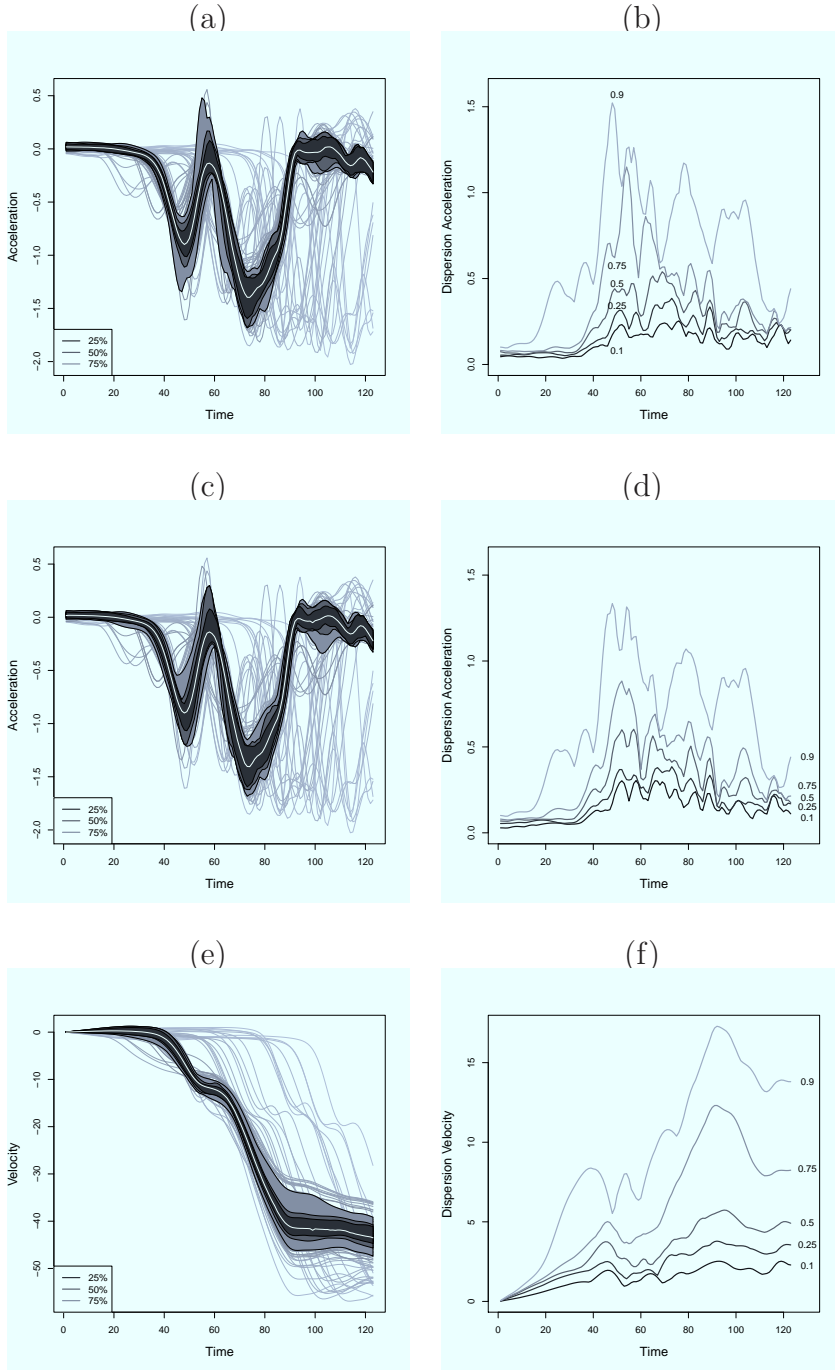 (a)
Acceleration
0.5
0.0
−0.5
−1.0
−1.5
−2.0
25%
50%
75%
0 20 40 60 80 100 120
Time
(b)
Dispersion Acceleration
1.5
1.0
0.5
0.0
0.9
0.75
0.5
0.25
0.1
0 20 40 60 80 100 120
Time
(c)
Acceleration
0.5
0.0
−0.5
−1.0
−1.5
−2.0
25%
50%
75%
0 20 40 60 80 100 120
Time
(d)
Dispersion Acceleration
1.5
1.0
0.5
0.0
0.9
0.75
0.5
0.25
0.1
0 20 40 60 80 100 120
Time
(e)
Velocity
0
−10
−20
−30
−40
−50
25%
50%
75%
0 20 40 60 80 100 120
Time
(f)
Dispersion Velocity
15
10
5
0
0.9
0.75
0.5
0.25
0.1
0 20 40 60 80 100 120
Time